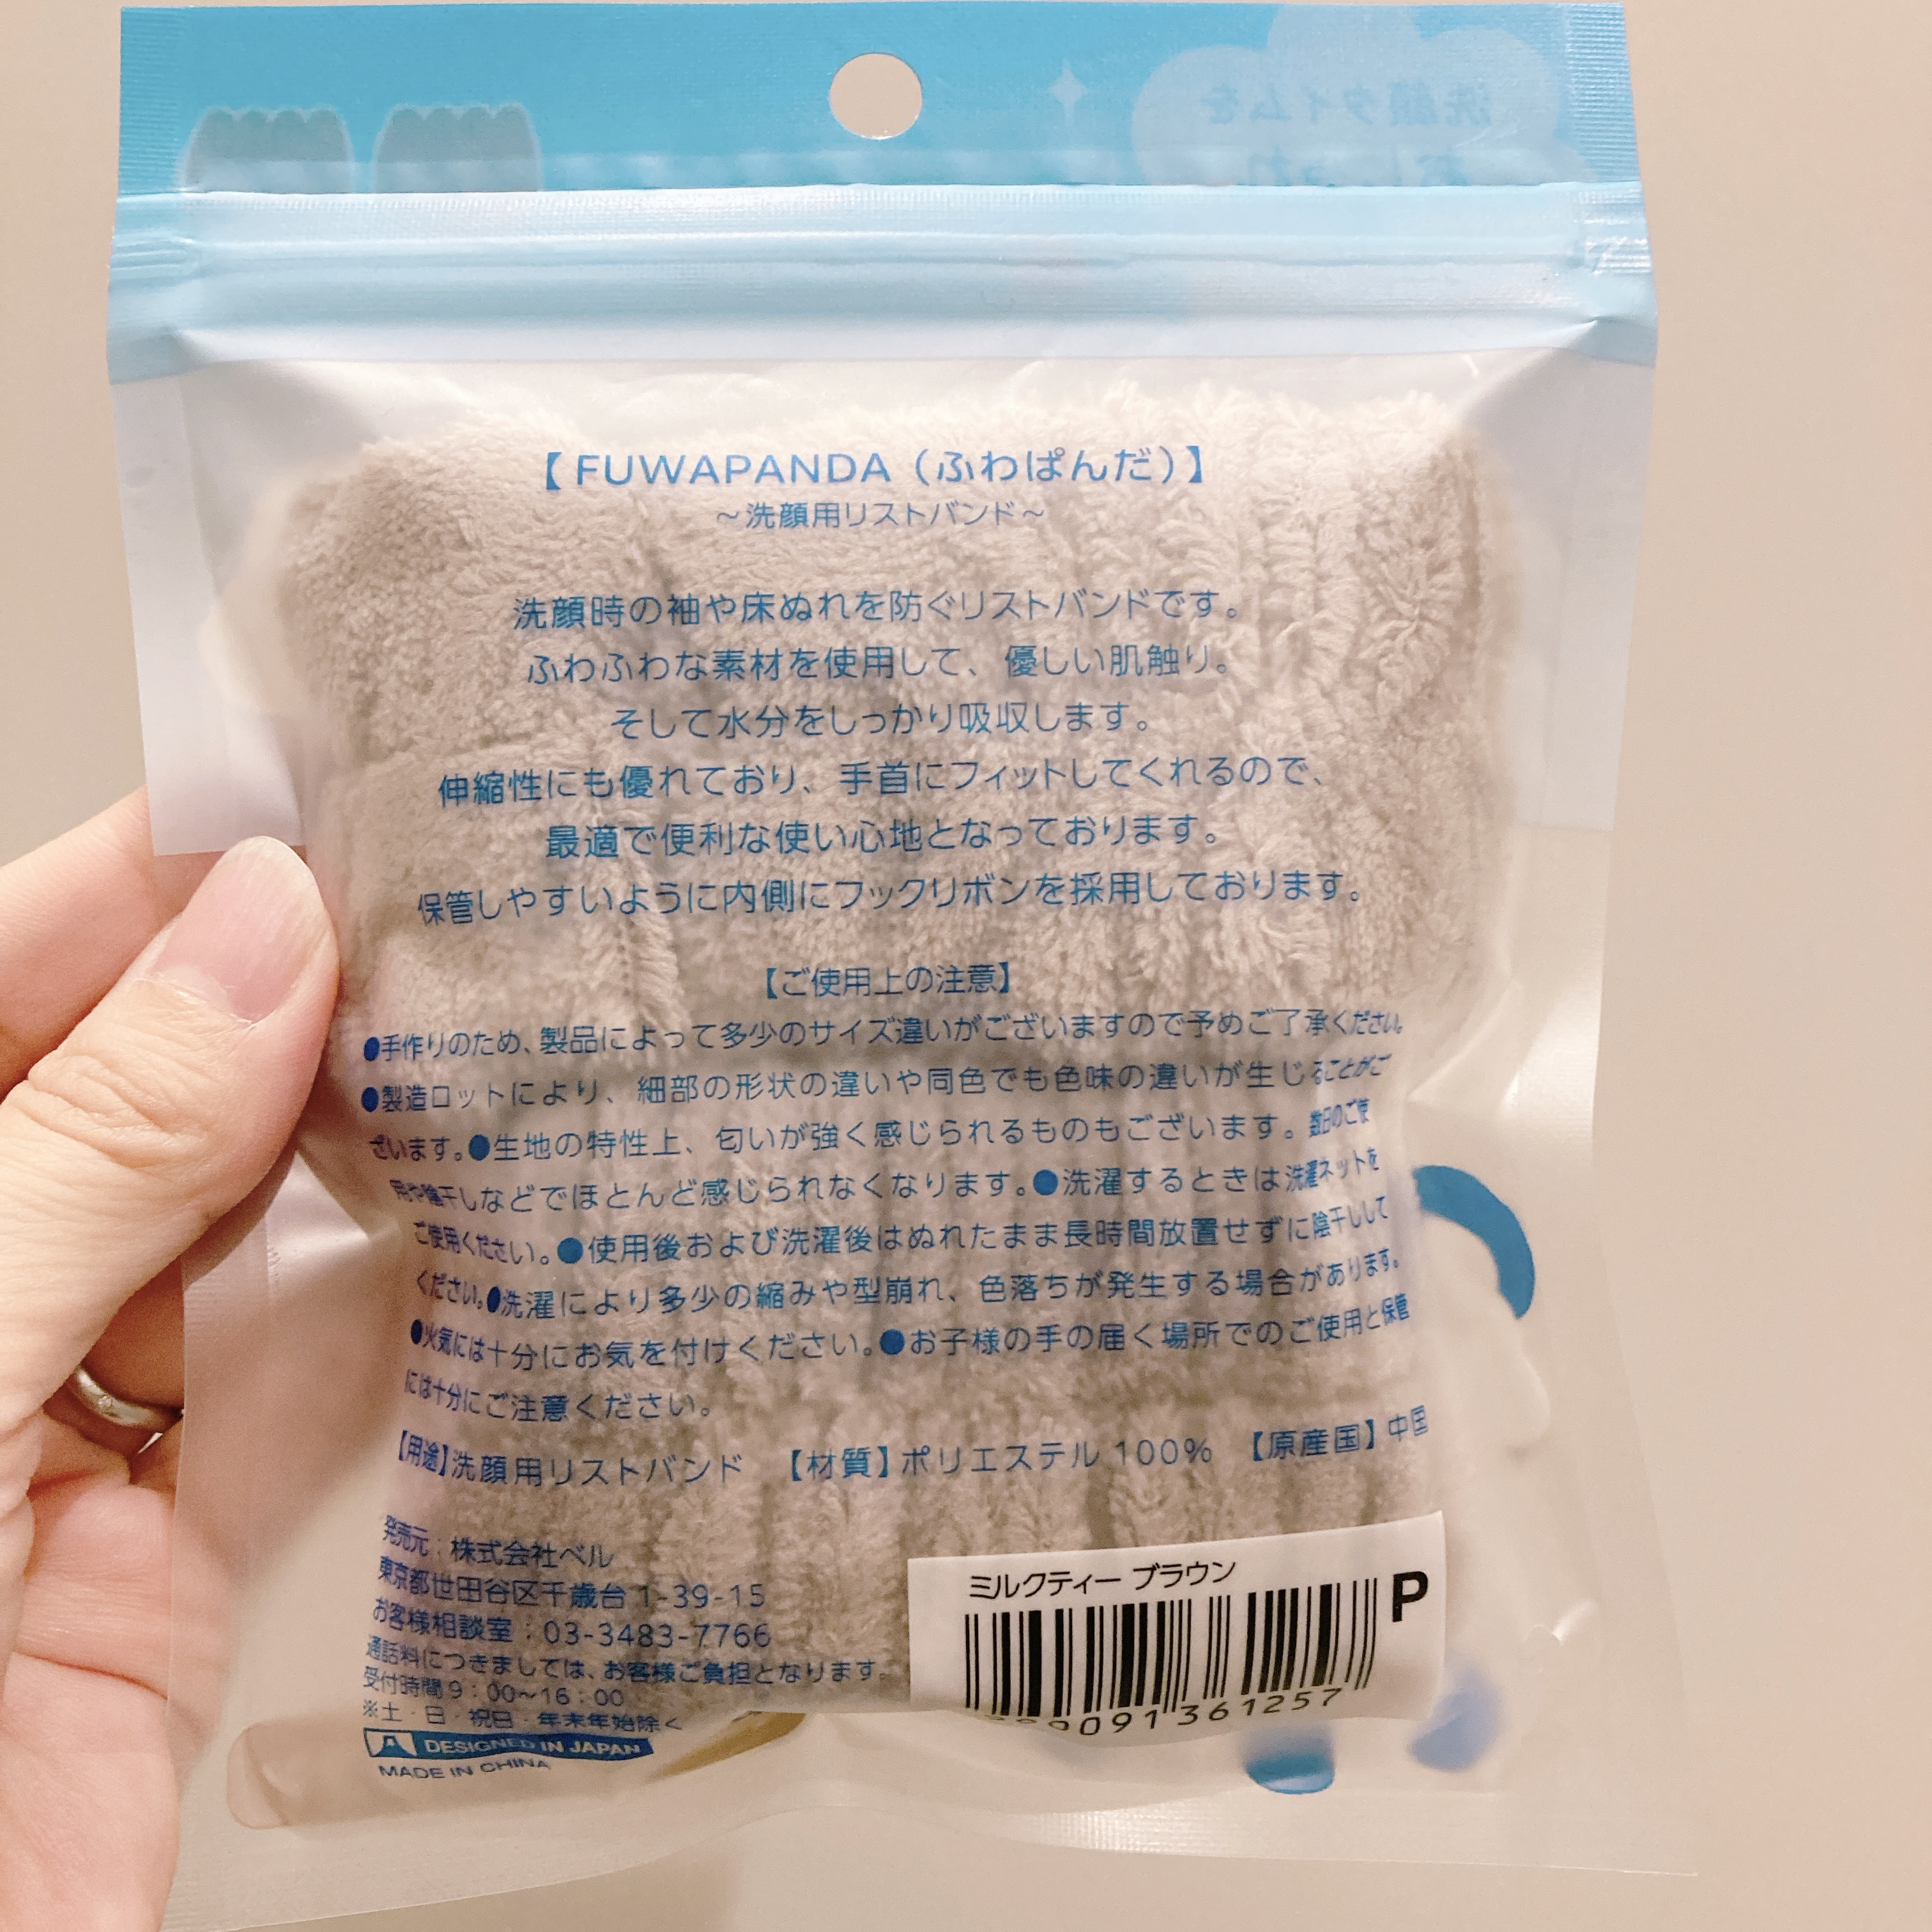 洗顔タイムを
【FUWAPANDA（ふわぱんだ）】
～洗顔用リストバンド～
洗顔時の袖や床ぬれを防ぐリストバンドです。
ふわふわな素材を使用して、優しい肌触り。
そして水分をしっかり吸収します。
伸縮性にも優れており、手首にフィットしてくれるので、
最適で便利な使い心地となっております。
保管しやすいように内側にフックリボンを採用しております。
【ご使用上の注意】
●手作りのため、製品によって多少のサイズ違いがございますので予めご了承ください。
●製造ロットにより、細部の形状の違いや同色でも色味の違いが生じることがご
ざいます。●生地の特性上、匂いが強く感じられるものもございます。数日のご使
用や陰干しなどでほとんど感じられなくなります。●洗濯するときは洗濯ネットを
ご使用ください。●使用後および洗濯後はぬれたまま長時間放置せずに陰干しして
ください。●洗濯により多少の縮みや型崩れ、色落ちが発生する場合があります。
●火気には十分にお気を付けください。●お子様の手の届く場所でのご使用と保管
には十分にご注意ください。
【用途】洗顔用リストバンド 【材質】ポリエステル 100% 【原産国】中国
発売元：株式会社ベル
東京都世田谷区千歳台 1-39-15
お客様相談室：03-3483-7766
通話料につきましては、お客様ご負担となります。
受付時間 9：00～16：00
※土・日・祝日・年末年始除く
DESIGNED IN JAPAN
MADE IN CHINA
ミルクティー ブラウン
P
091361257